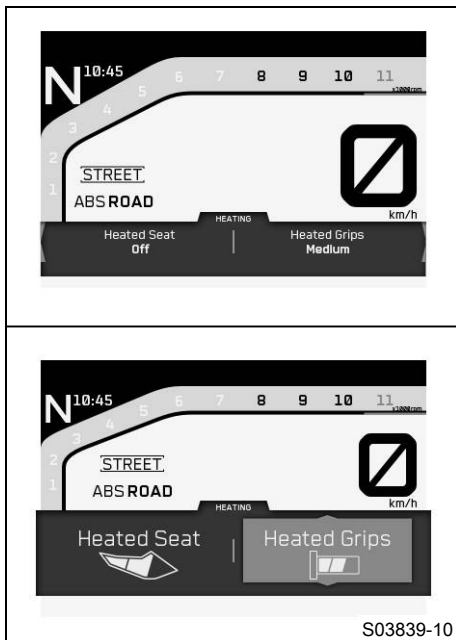 N 10:45
1 2 3 4 5 6 7 8 9 10 11
x1000rpm
STREET
ABS ROAD
0
km/h
HEATING
Heated Seat
Off
Heated Grips
Medium
N 10:45
1 2 3 4 5 6 7 8 9 10 11
x1000rpm
STREET
ABS ROAD
0
km/h
HEATING
Heated Seat
Heated Grips
S03839-10